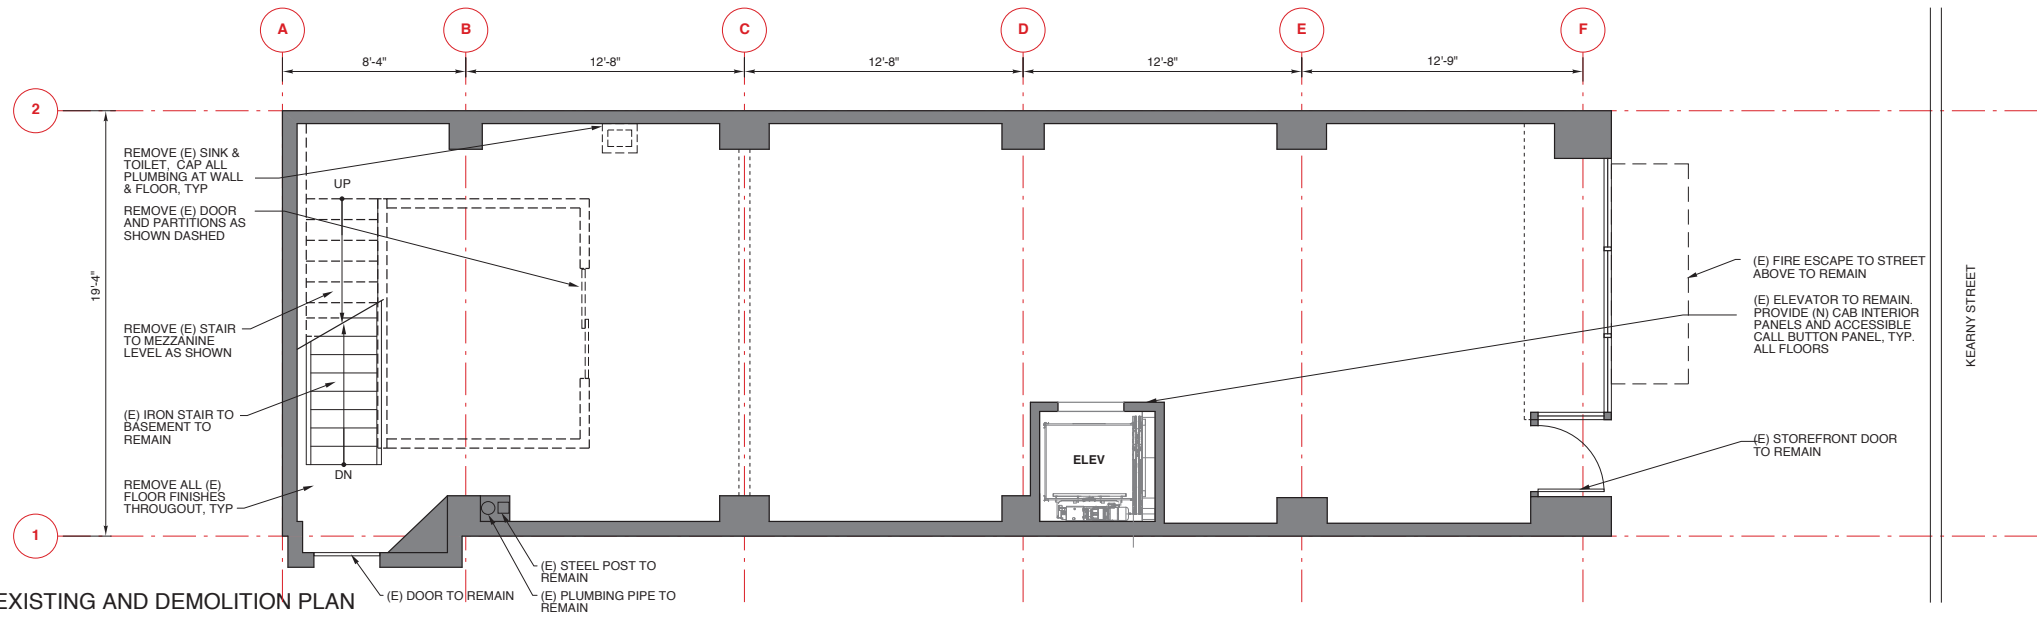 A
B
C
D
E
F
8'-4"
12'-8"
12'-8"
12'-8"
12'-9"
2
1
19'-4"
REMOVE (E) SINK &
TOILET, CAP ALL
PLUMBING AT WALL
& FLOOR, TYP
REMOVE (E) DOOR
AND PARTITIONS AS
SHOWN DASHED
REMOVE (E) STAIR
TO MEZZANINE
LEVEL AS SHOWN
(E) IRON STAIR TO
BASEMENT TO
REMAIN
REMOVE ALL (E)
FLOOR FINISHES
THROUGOUT, TYP
UP
DN
ELEV
(E) FIRE ESCAPE TO STREET
ABOVE TO REMAIN
(E) ELEVATOR TO REMAIN.
PROVIDE (N) CAB INTERIOR
PANELS AND ACCESSIBLE
CALL BUTTON PANEL, TYP.
ALL FLOORS
(E) STOREFRONT DOOR
TO REMAIN
KEARNY STREET
(E) STEEL POST TO
REMAIN
(E) PLUMBING PIPE TO
REMAIN
(E) DOOR TO REMAIN
EXISTING AND DEMOLITION PLAN